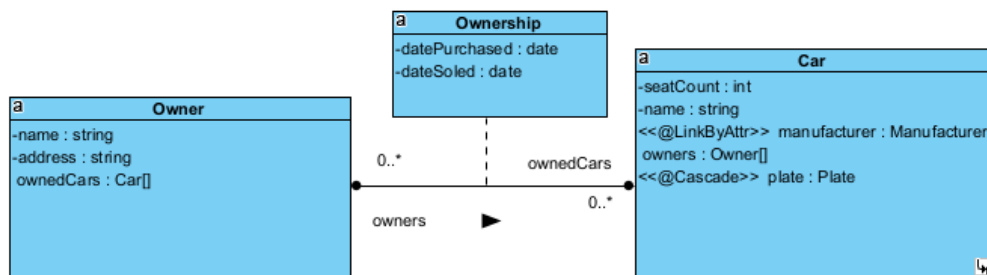 a
Ownership
-datePurchased : date
-dateSoled : date
a
Car
-seatCount : int
-name : string
<<@LinkByAttr>> manufacturer : Manufacturer
owners : Owner[]
<<@Cascade>> plate : Plate
a
Owner
-name : string
-address : string
ownedCars : Car[]
0..*
ownedCars
owners
0..*